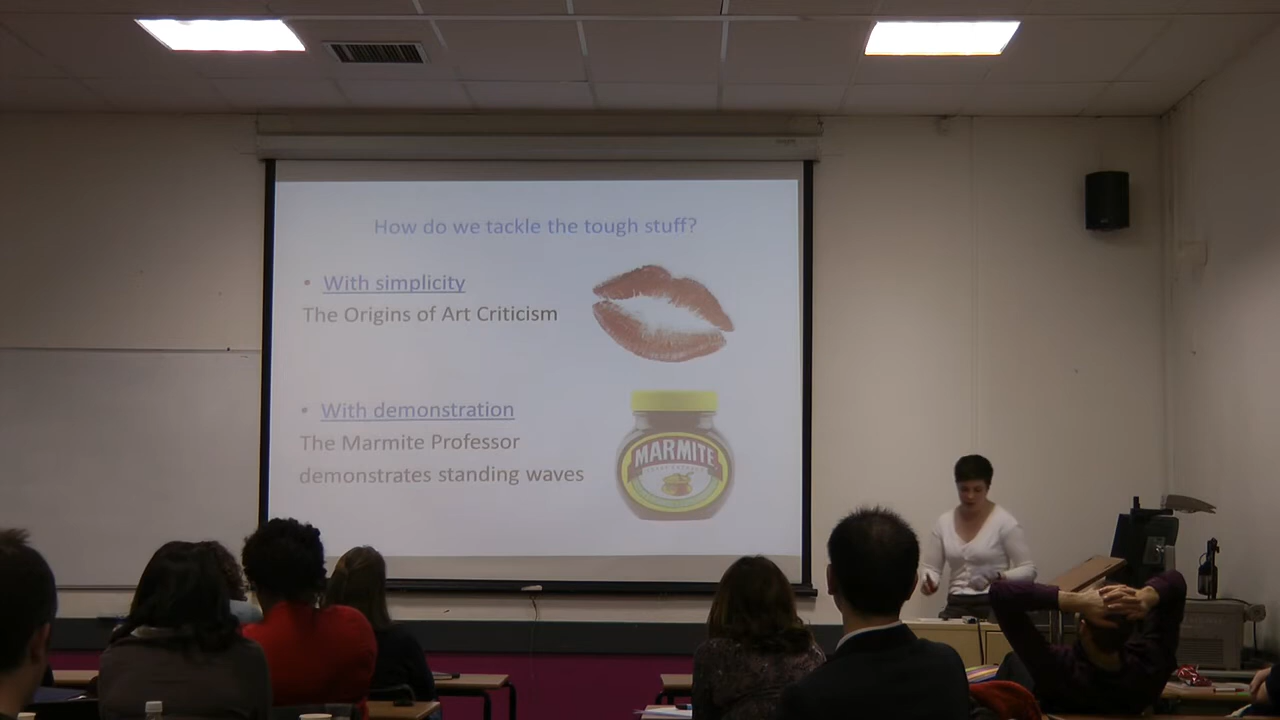 How do we tackle the tough stuff?
• With simplicity
The Origins of Art Criticism
• With demonstration
The Marmite Professor
demonstrates standing waves
MARMITE